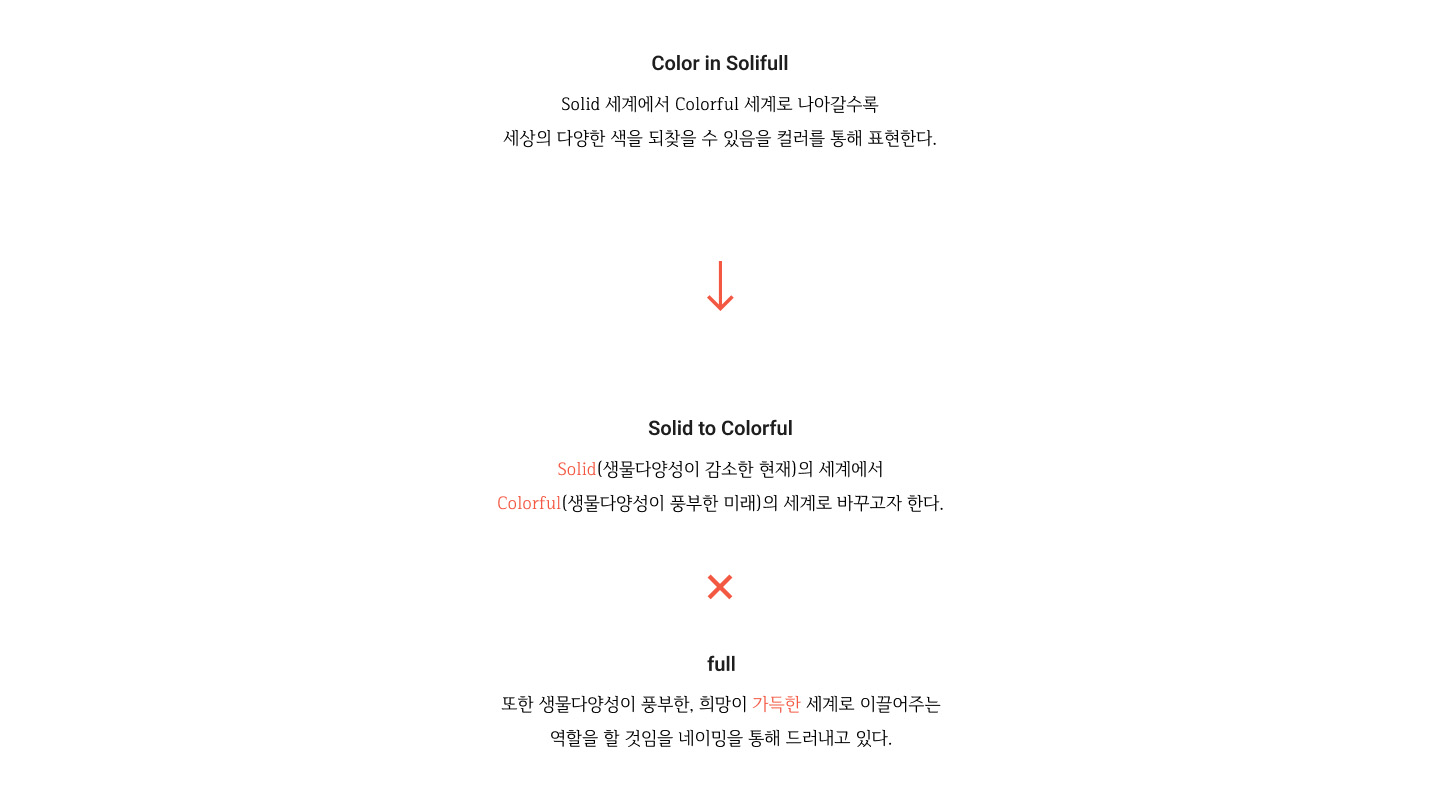 Color in Solifull
Solid 세계에서 Colorful 세계로 나아갈수록
세상의 다양한 색을 되찾을 수 있음을 컬러를 통해 표현한다.
Solid to Colorful
Solid(생물다양성이 감소한 현재)의 세계에서
Colorful(생물다양성이 풍부한 미래)의 세계로 바꾸고자 한다.
full
또한 생물다양성이 풍부한, 희망이 가득한 세계로 이끌어주는
역할을 할 것임을 네이밍을 통해 드러내고 있다.